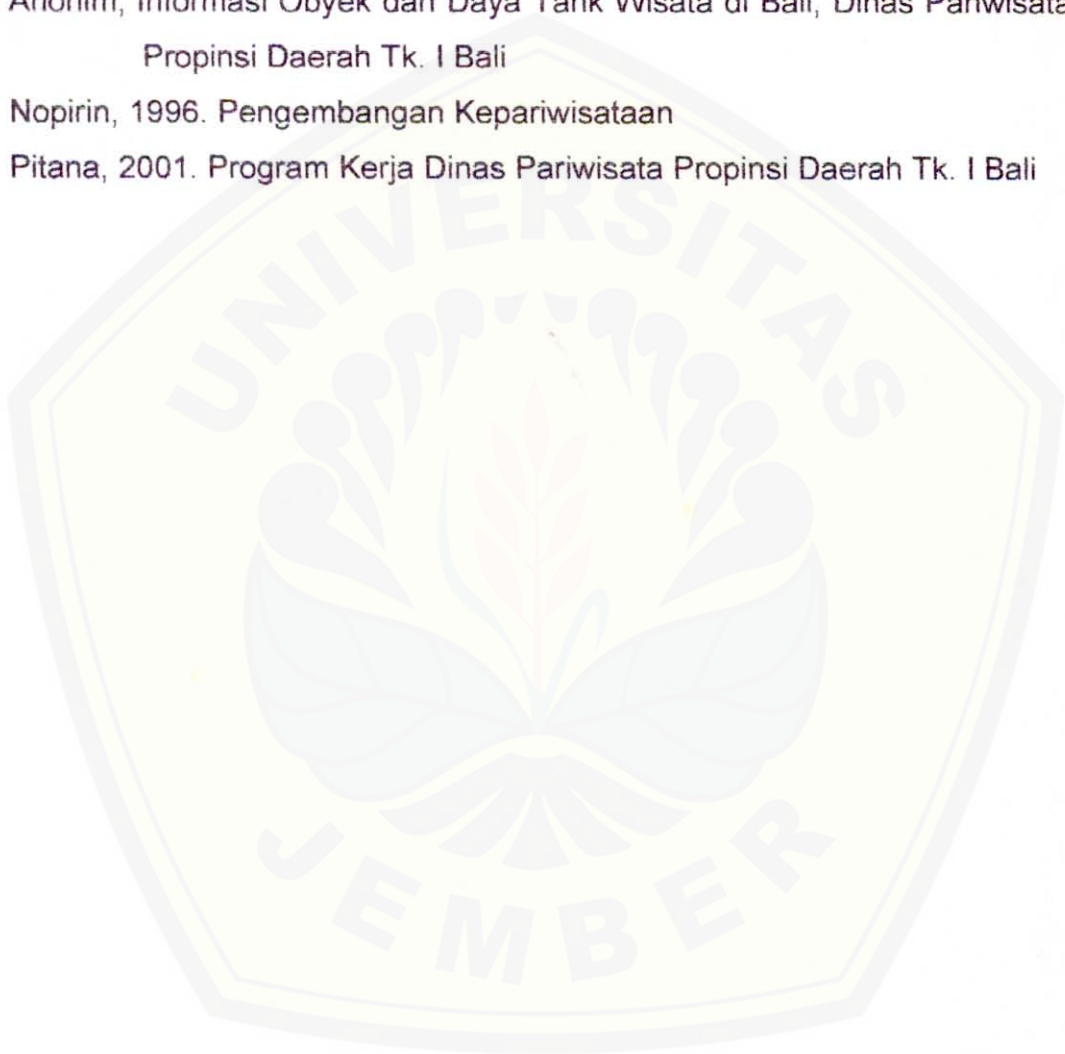 Anonim, Informasi Obyek dan Daya Tarik Wisata di Bali, Dinas Pariwisata
Propinsi Daerah Tk. I Bali
Nopirin, 1996. Pengembangan Kepariwisataan
Pitana, 2001. Program Kerja Dinas Pariwisata Propinsi Daerah Tk. I Bali
UNIVERSITAS
JEMBER